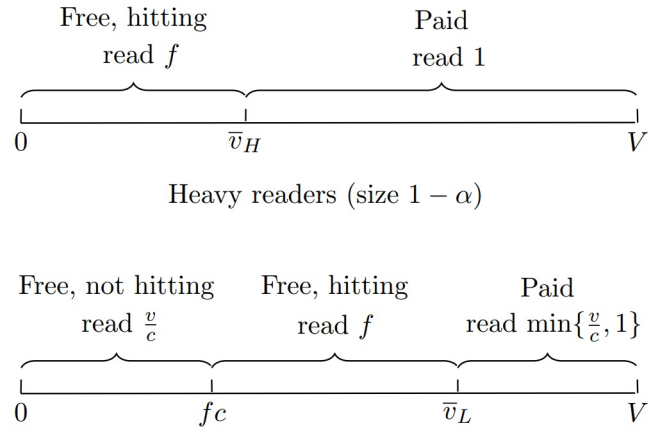 Free, hitting Paid
read f read 1
0 v̅_H V
Heavy readers (size 1 − α)
Free, not hitting Free, hitting Paid
read v/c read f read min{v/c, 1}
0 fc v̅_L V